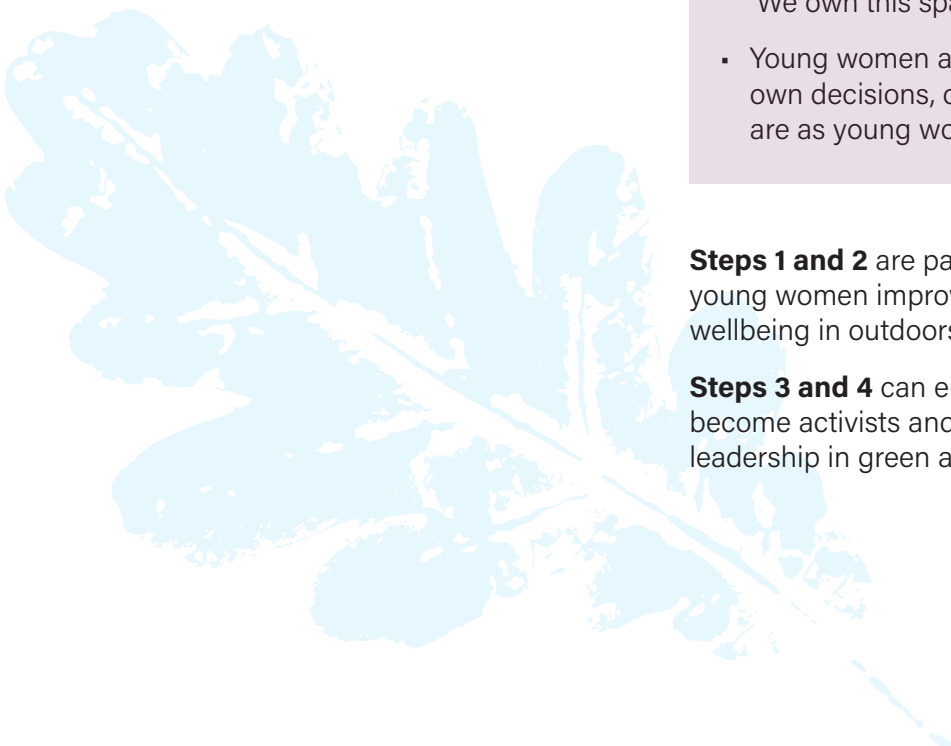 'We own this spa
▪ Young women a
own decisions, c
are as young wo
Steps 1 and 2 are pa
young women improv
wellbeing in outdoors
Steps 3 and 4 can e
become activists and
leadership in green a